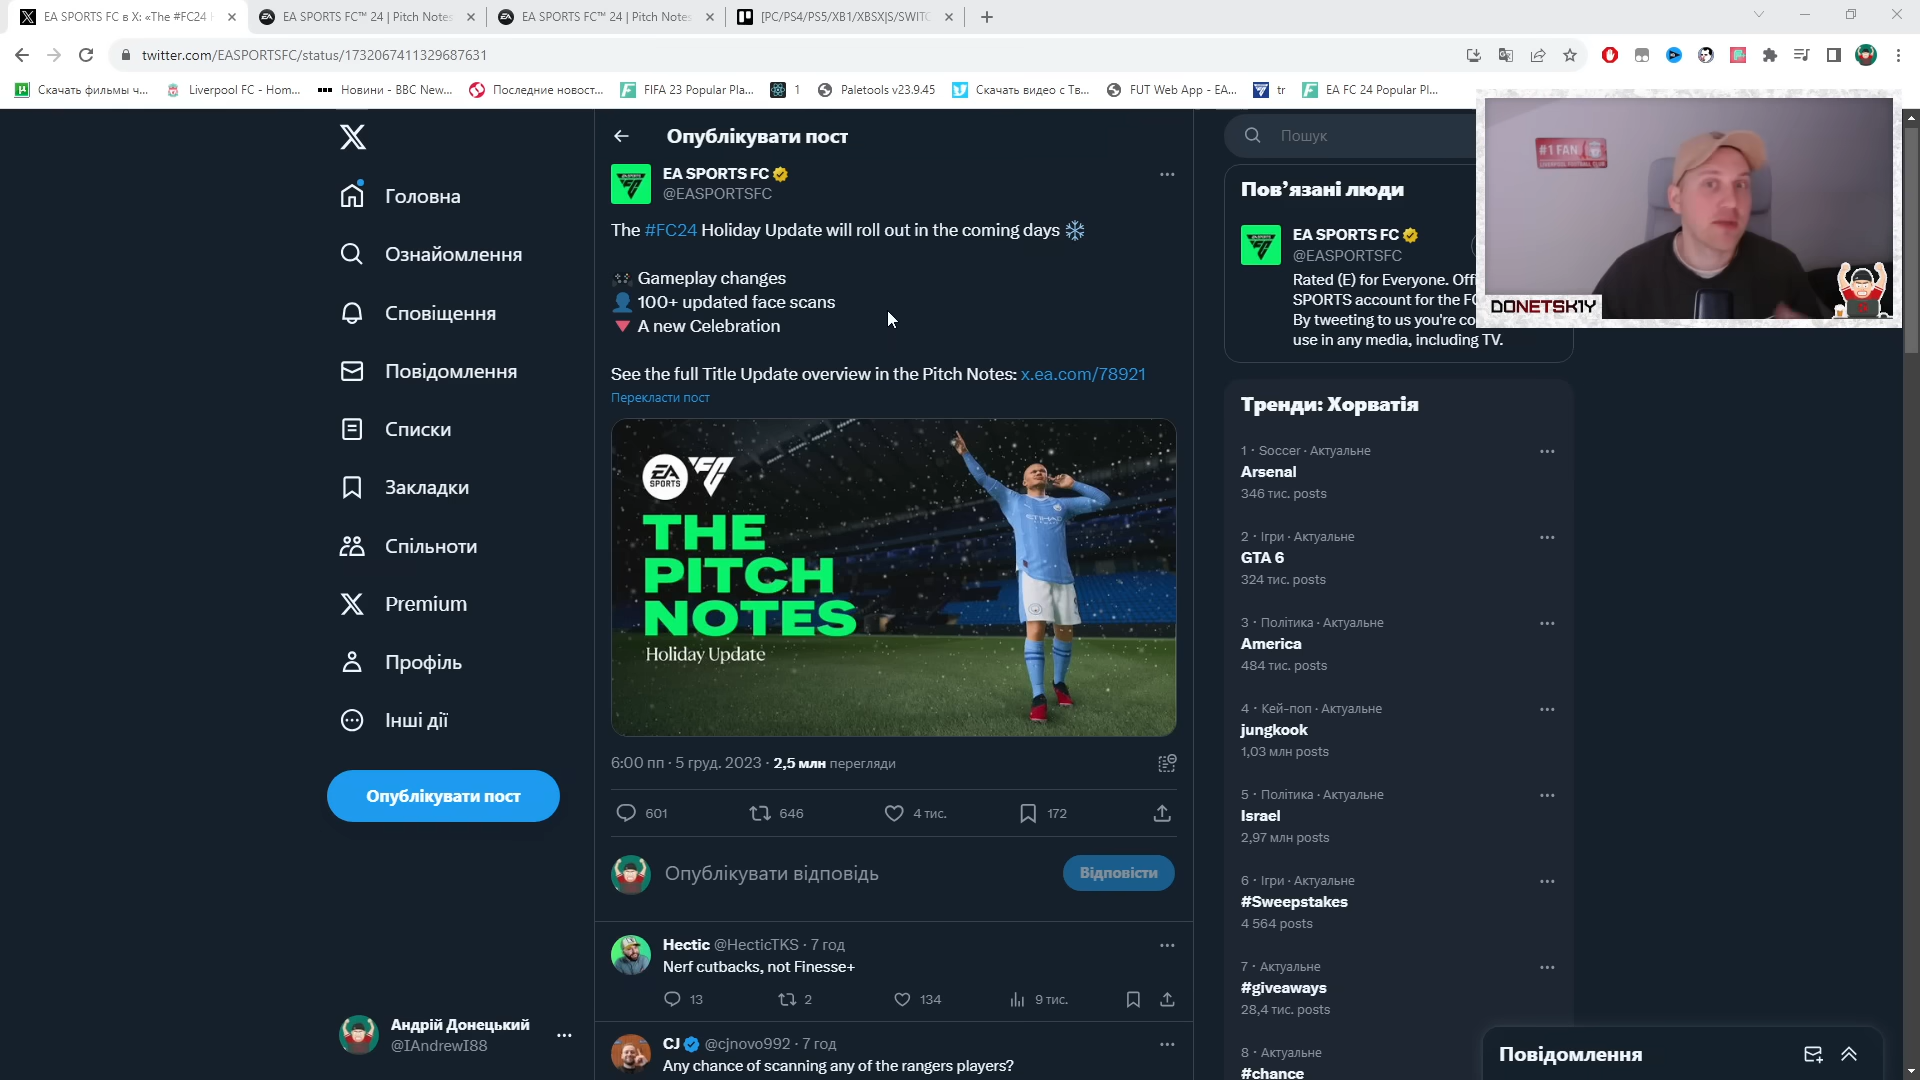 EA SPORTS FC в X: «The #FC24
EA SPORTS FC™ 24 | Pitch Notes
EA SPORTS FC™ 24 | Pitch Notes
[PC/PS4/PS5/XB1/XBSX|S/SWITC
twitter.com/EASPORTSFC/status/1732067411329687631
Скачать фильмы ч...
Liverpool FC - Hom...
Новини - BBC New...
Последние новост...
FIFA 23 Popular Pla...
1
Paletools v23.9.45
Скачать видео с Тв...
FUT Web App - EA...
tr
EA FC 24 Popular Pl...
Головна
Ознайомлення
Сповіщення
Повідомлення
Списки
Закладки
Спільноти
Premium
Профіль
Інші дії
Опублікувати пост
Андрій Донецький
@IAndrewI88
Опублікувати пост
EA SPORTS FC
@EASPORTSFC
The #FC24 Holiday Update will roll out in the coming days
Gameplay changes
100+ updated face scans
A new Celebration
See the full Title Update overview in the Pitch Notes: x.ea.com/78921
Перекласти пост
EA
SPORTS
THE
PITCH
NOTES
Holiday Update
ETIHAD
6:00 пп · 5 груд. 2023 · 2,5 млн перегляди
601
646
4 тис.
172
Опублікувати відповідь
Відповісти
Hectic @HecticTKS · 7 год
Nerf cutbacks, not Finesse+
13
2
134
9 тис.
CJ @cjnovo992 · 7 год
Any chance of scanning any of the rangers players?
Пошук
Пов’язані люди
EA SPORTS FC
@EASPORTSFC
Rated (E) for Everyone. Offi
SPORTS account for the FC
By tweeting to us you're co
use in any media, including TV.
#1 FAN
DONETSK1Y
Тренди: Хорватія
1 · Soccer · Актуальне
Arsenal
346 тис. posts
2 · Ігри · Актуальне
GTA 6
324 тис. posts
3 · Політика · Актуальне
America
484 тис. posts
4 · Кей-поп · Актуальне
jungkook
1,03 млн posts
5 · Політика · Актуальне
Israel
2,97 млн posts
6 · Ігри · Актуальне
#Sweepstakes
4 564 posts
7 · Актуальне
#giveaways
28,4 тис. posts
8 · Актуальне
#chance
Повідомлення